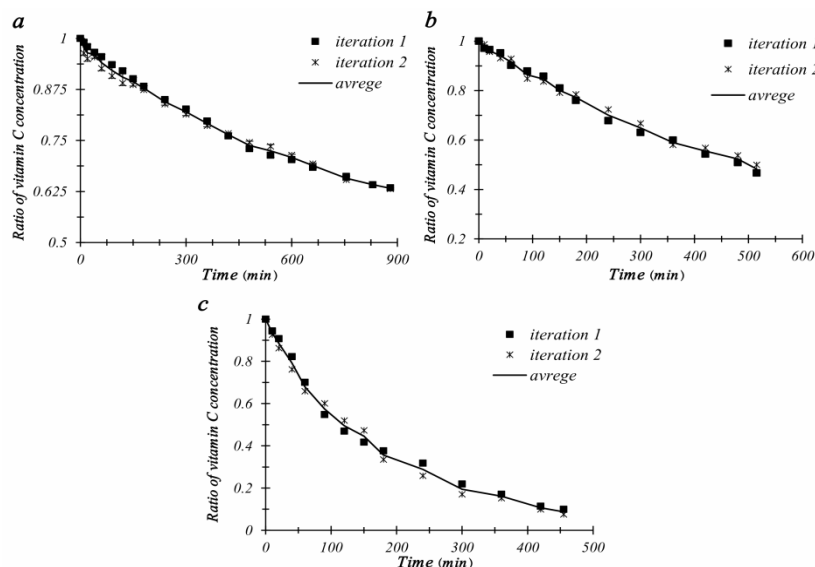 a
Ratio of vitamin C concentration
1
0.875
0.75
0.625
0.5
0
300
600
900
Time (min)
iteration 1
iteration 2
avrege
b
Ratio of vitamin C concentration
1
0.8
0.6
0.4
0.2
0
100
200
300
400
500
600
Time (min)
iteration 1
iteration 2
avrege
c
Ratio of vitamin C concentration
1
0.8
0.6
0.4
0.2
0
0
100
200
300
400
500
Time (min)
iteration 1
iteration 2
avrege